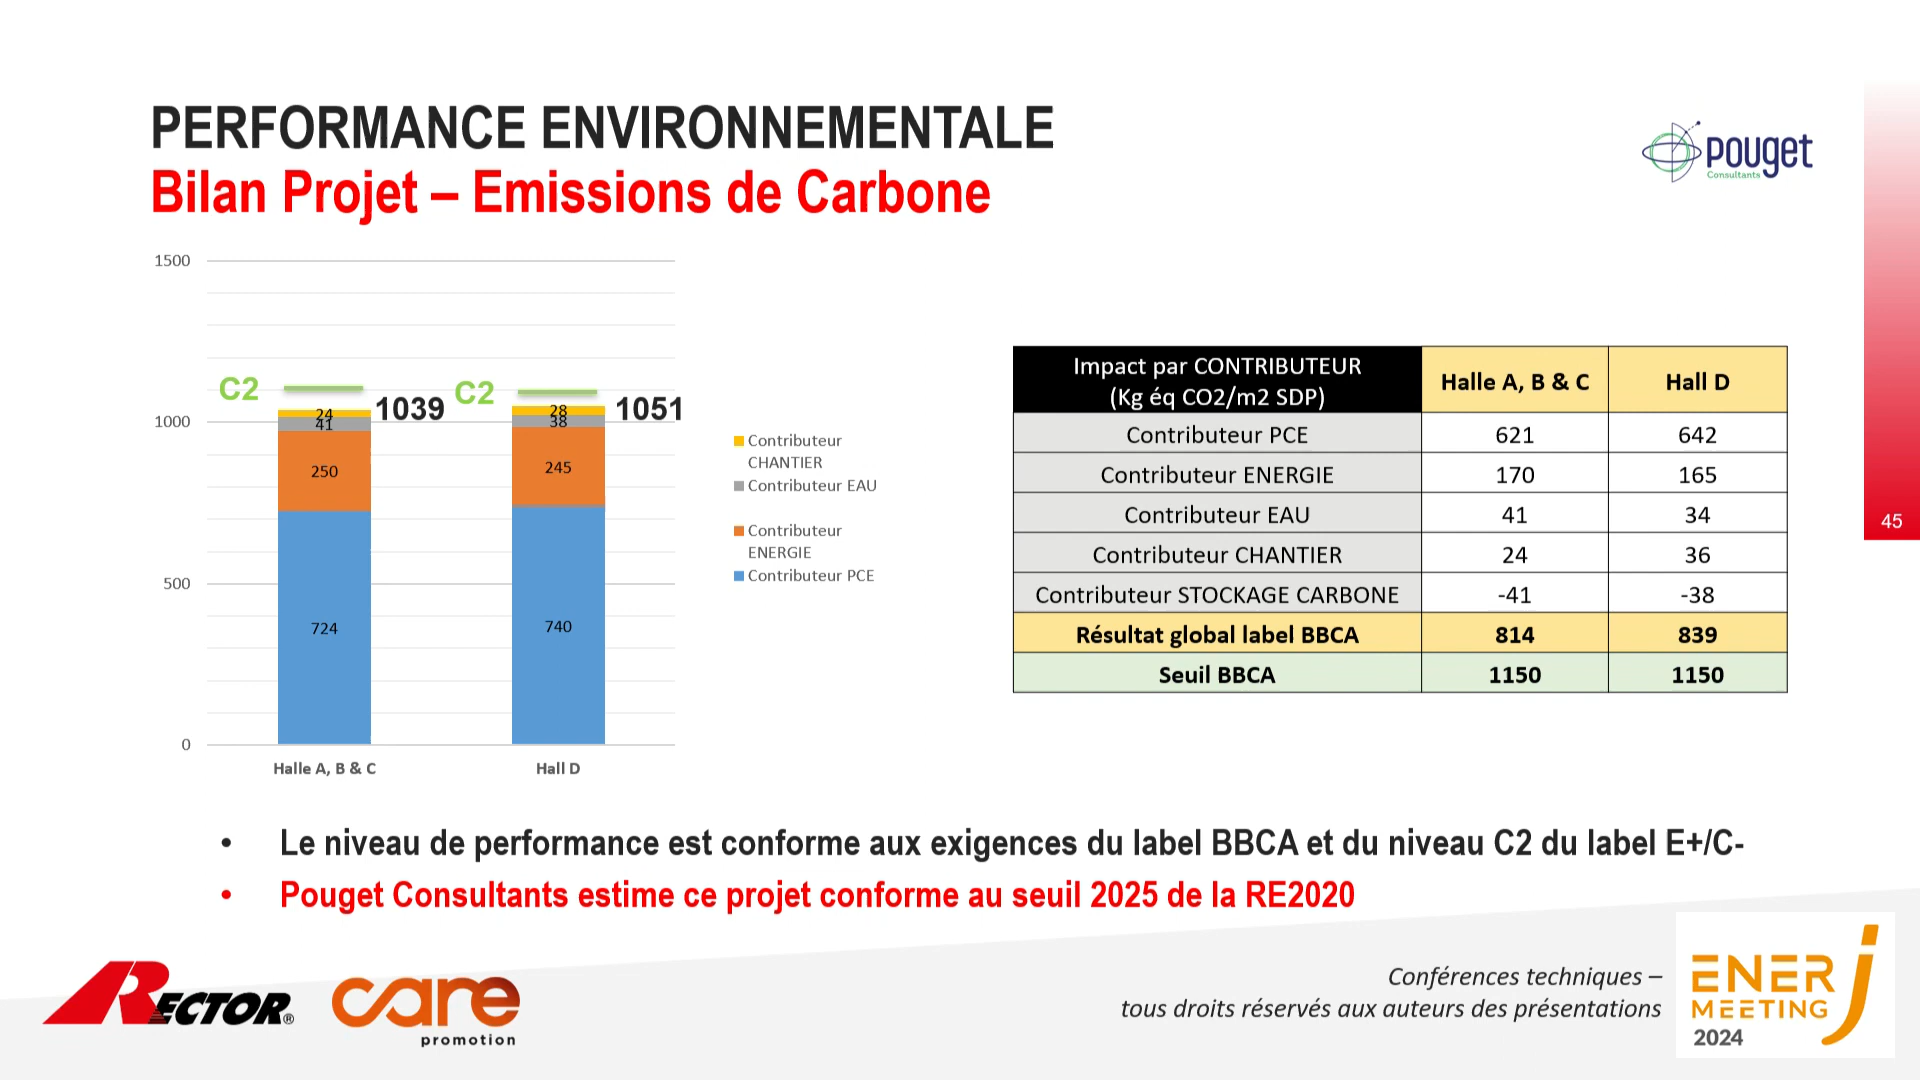 PERFORMANCE ENVIRONNEMENTALE
Bilan Projet – Emissions de Carbone
pouget
Consultants
45
1500
1000
500
0
C2
1039
C2
1051
24
41
250
724
28
38
245
740
Halle A, B & C
Hall D
Contributeur
CHANTIER
Contributeur EAU
Contributeur
ENERGIE
Contributeur PCE
Impact par CONTRIBUTEUR
(Kg éq CO2/m2 SDP) Halle A, B & C Hall D
Contributeur PCE 621 642
Contributeur ENERGIE 170 165
Contributeur EAU 41 34
Contributeur CHANTIER 24 36
Contributeur STOCKAGE CARBONE -41 -38
Résultat global label BBCA 814 839
Seuil BBCA 1150 1150
• Le niveau de performance est conforme aux exigences du label BBCA et du niveau C2 du label E+/C-
• Pouget Consultants estime ce projet conforme au seuil 2025 de la RE2020
RECTOR®
care
promotion
Conférences techniques –
tous droits réservés aux auteurs des présentations
ENERJ
MEETING
2024